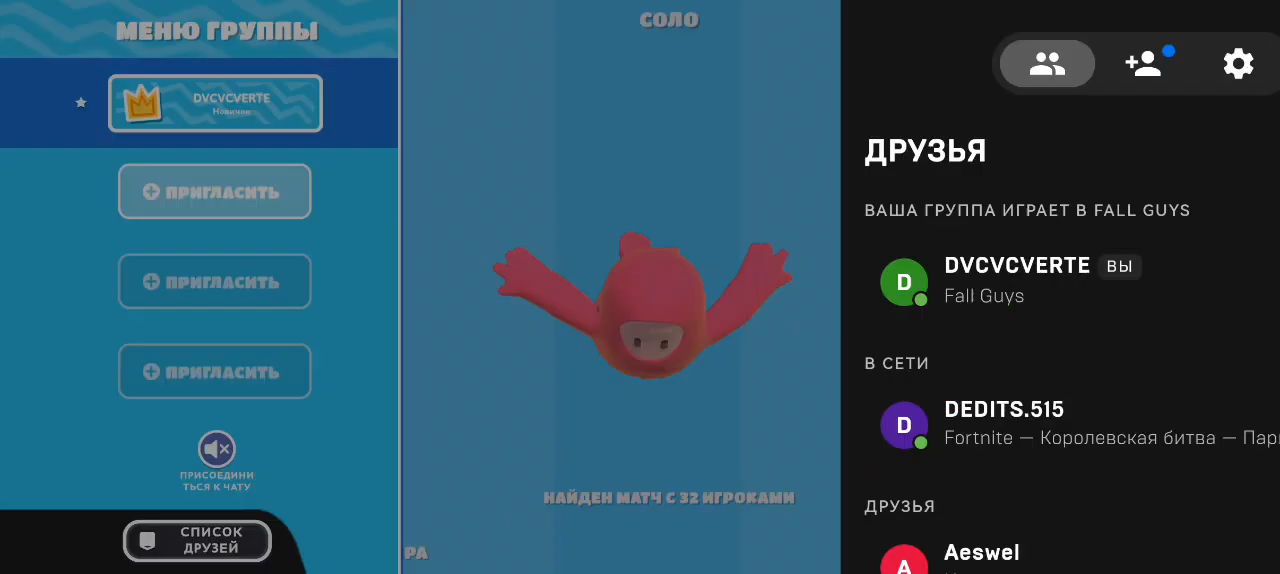 МЕНЮ ГРУППЫ
DVCVCVERTE
Новичок
ПРИГЛАСИТЬ
ПРИГЛАСИТЬ
ПРИГЛАСИТЬ
ПРИСОЕДИНИ
ТЬСЯ К ЧАТУ
СПИСОК
ДРУЗЕЙ
СОЛО
НАЙДЕН МАТЧ С 32 ИГРОКАМИ
РА
ДРУЗЬЯ
ВАША ГРУППА ИГРАЕТ В FALL GUYS
D
DVCVCVERTE ВЫ
Fall Guys
В СЕТИ
D
DEDITS.515
Fortnite — Королевская битва — Пар
ДРУЗЬЯ
A
Aeswel